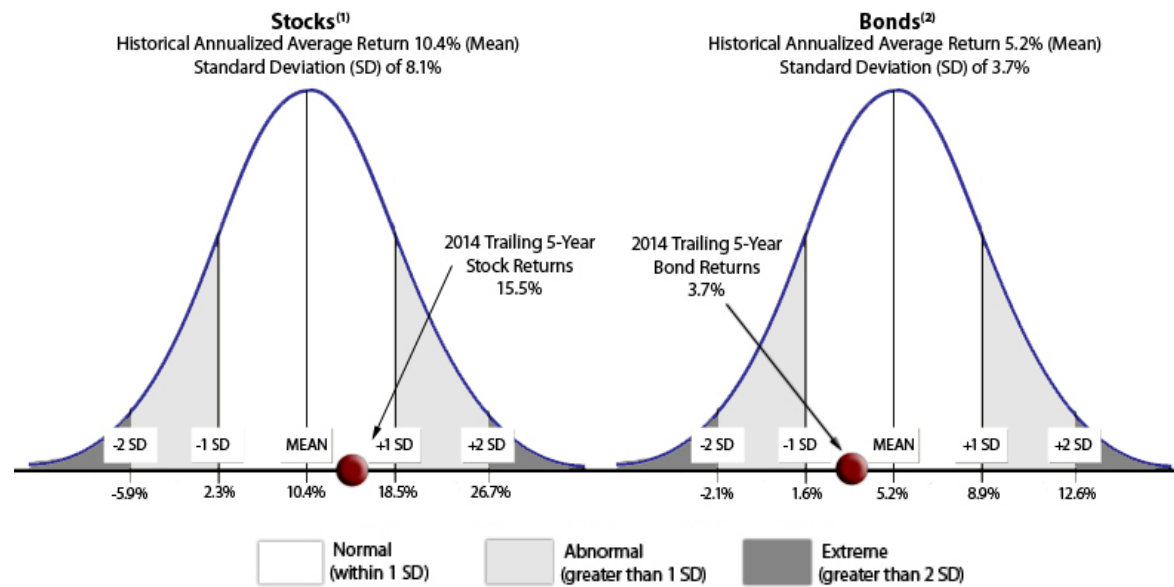 Stocks(1)
Historical Annualized Average Return 10.4% (Mean)
Standard Deviation (SD) of 8.1%
Bonds(2)
Historical Annualized Average Return 5.2% (Mean)
Standard Deviation (SD) of 3.7%
2014 Trailing 5-Year
Stock Returns
15.5%
2014 Trailing 5-Year
Bond Returns
3.7%
-2 SD -1 SD MEAN +1 SD +2 SD
-2 SD -1 SD MEAN +1 SD +2 SD
-5.9% 2.3% 10.4% 18.5% 26.7%
-2.1% 1.6% 5.2% 8.9% 12.6%
Normal
(within 1 SD)
Abnormal
(greater than 1 SD)
Extreme
(greater than 2 SD)